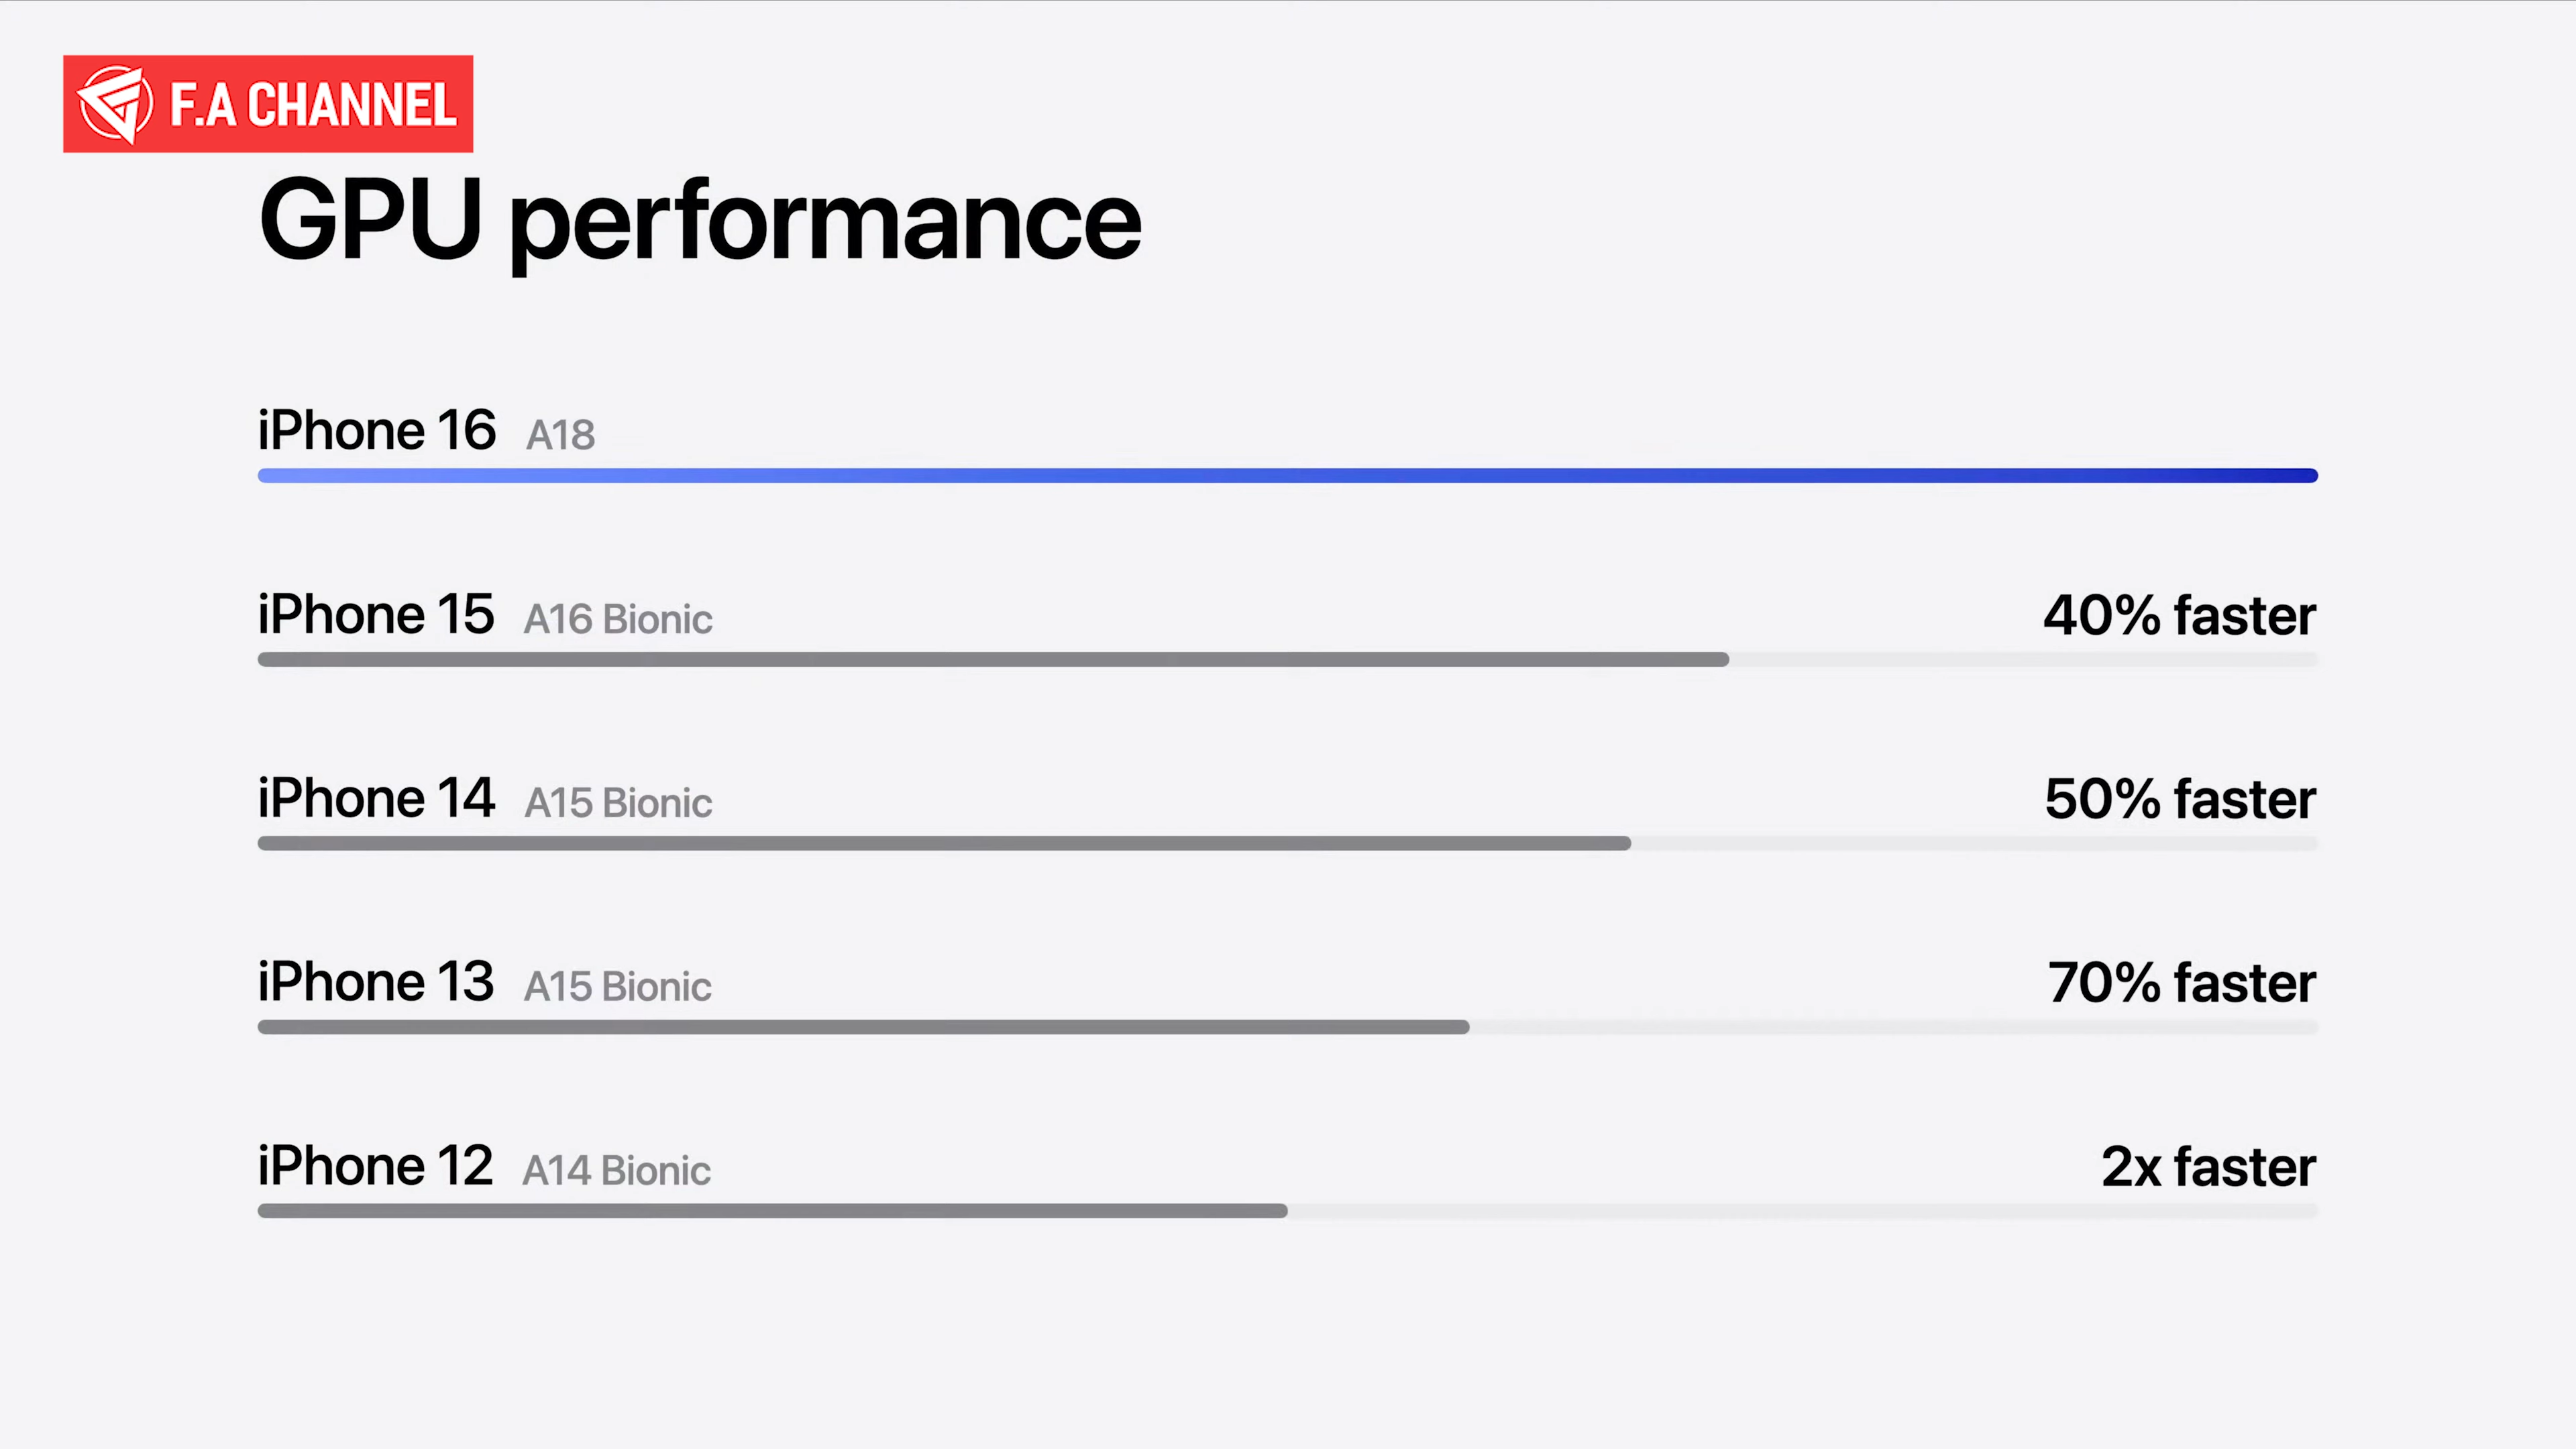 F.A CHANNEL
GPU performance
iPhone 16 A18
iPhone 15 A16 Bionic 40% faster
iPhone 14 A15 Bionic 50% faster
iPhone 13 A15 Bionic 70% faster
iPhone 12 A14 Bionic 2x faster